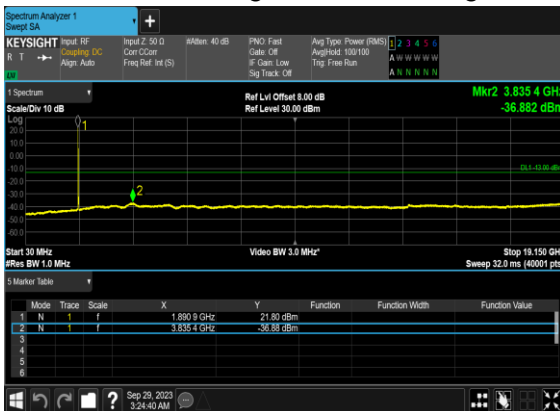 Spectrum Analyzer 1
Swept SA
KEYSIGHT
R T
LV
Input: RF
Coupling: DC
Align: Auto
Input Z: 50 Ω
Corr CCorr
Freq Ref: Int (S)
#Atten: 40 dB
PNO: Fast
Gate: Off
IF Gain: Low
Sig Track: Off
Avg Type: Power (RMS)
Avg|Hold: 100/100
Trig: Free Run
1 2 3 4 5 6
A W W W W W
A N N N N N
1 Spectrum
Scale/Div 10 dB
Ref Lvl Offset 8.00 dB
Ref Level 30.00 dBm
Mkr2 3.835 4 GHz
-36.882 dBm
Log
20.0
10.0
0.00
-10.0
-20.0
-30.0
-40.0
-50.0
-60.0
1
2
DL1 -13.00 dBm
Start 30 MHz
#Res BW 1.0 MHz
Video BW 3.0 MHz*
Stop 19.150 GHz
Sweep 32.0 ms (40001 pts)
5 Marker Table
Mode Trace Scale X Y Function Function Width Function Value
1 N 1 f 1.890 9 GHz 21.80 dBm
2 N 1 f 3.835 4 GHz -36.88 dBm
3
4
5
6
?
Sep 29, 2023
3:24:40 AM